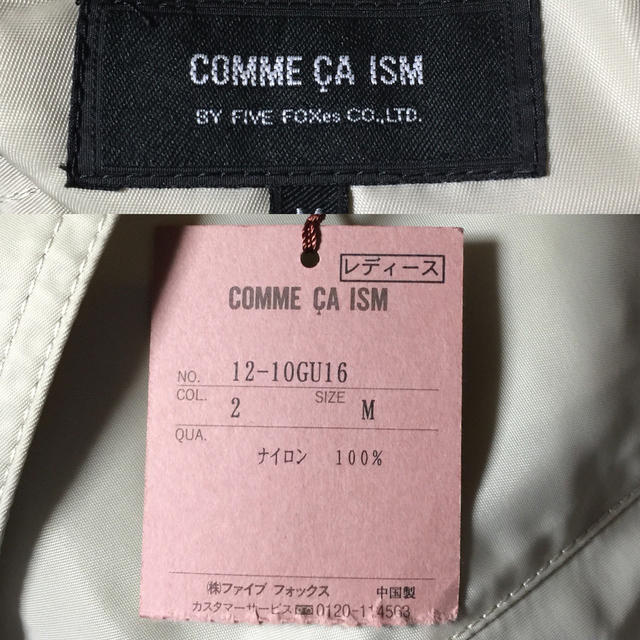 COMME ÇA ISM
BY FIVE FOXes CO.,LTD.
レディース
COMME ÇA ISM
NO. 12-10GU16
COL. 2 SIZE M
QUA.
ナイロン 100%
㈱ファイブ フォックス 中国製
カスタマーサービス 0120-114563